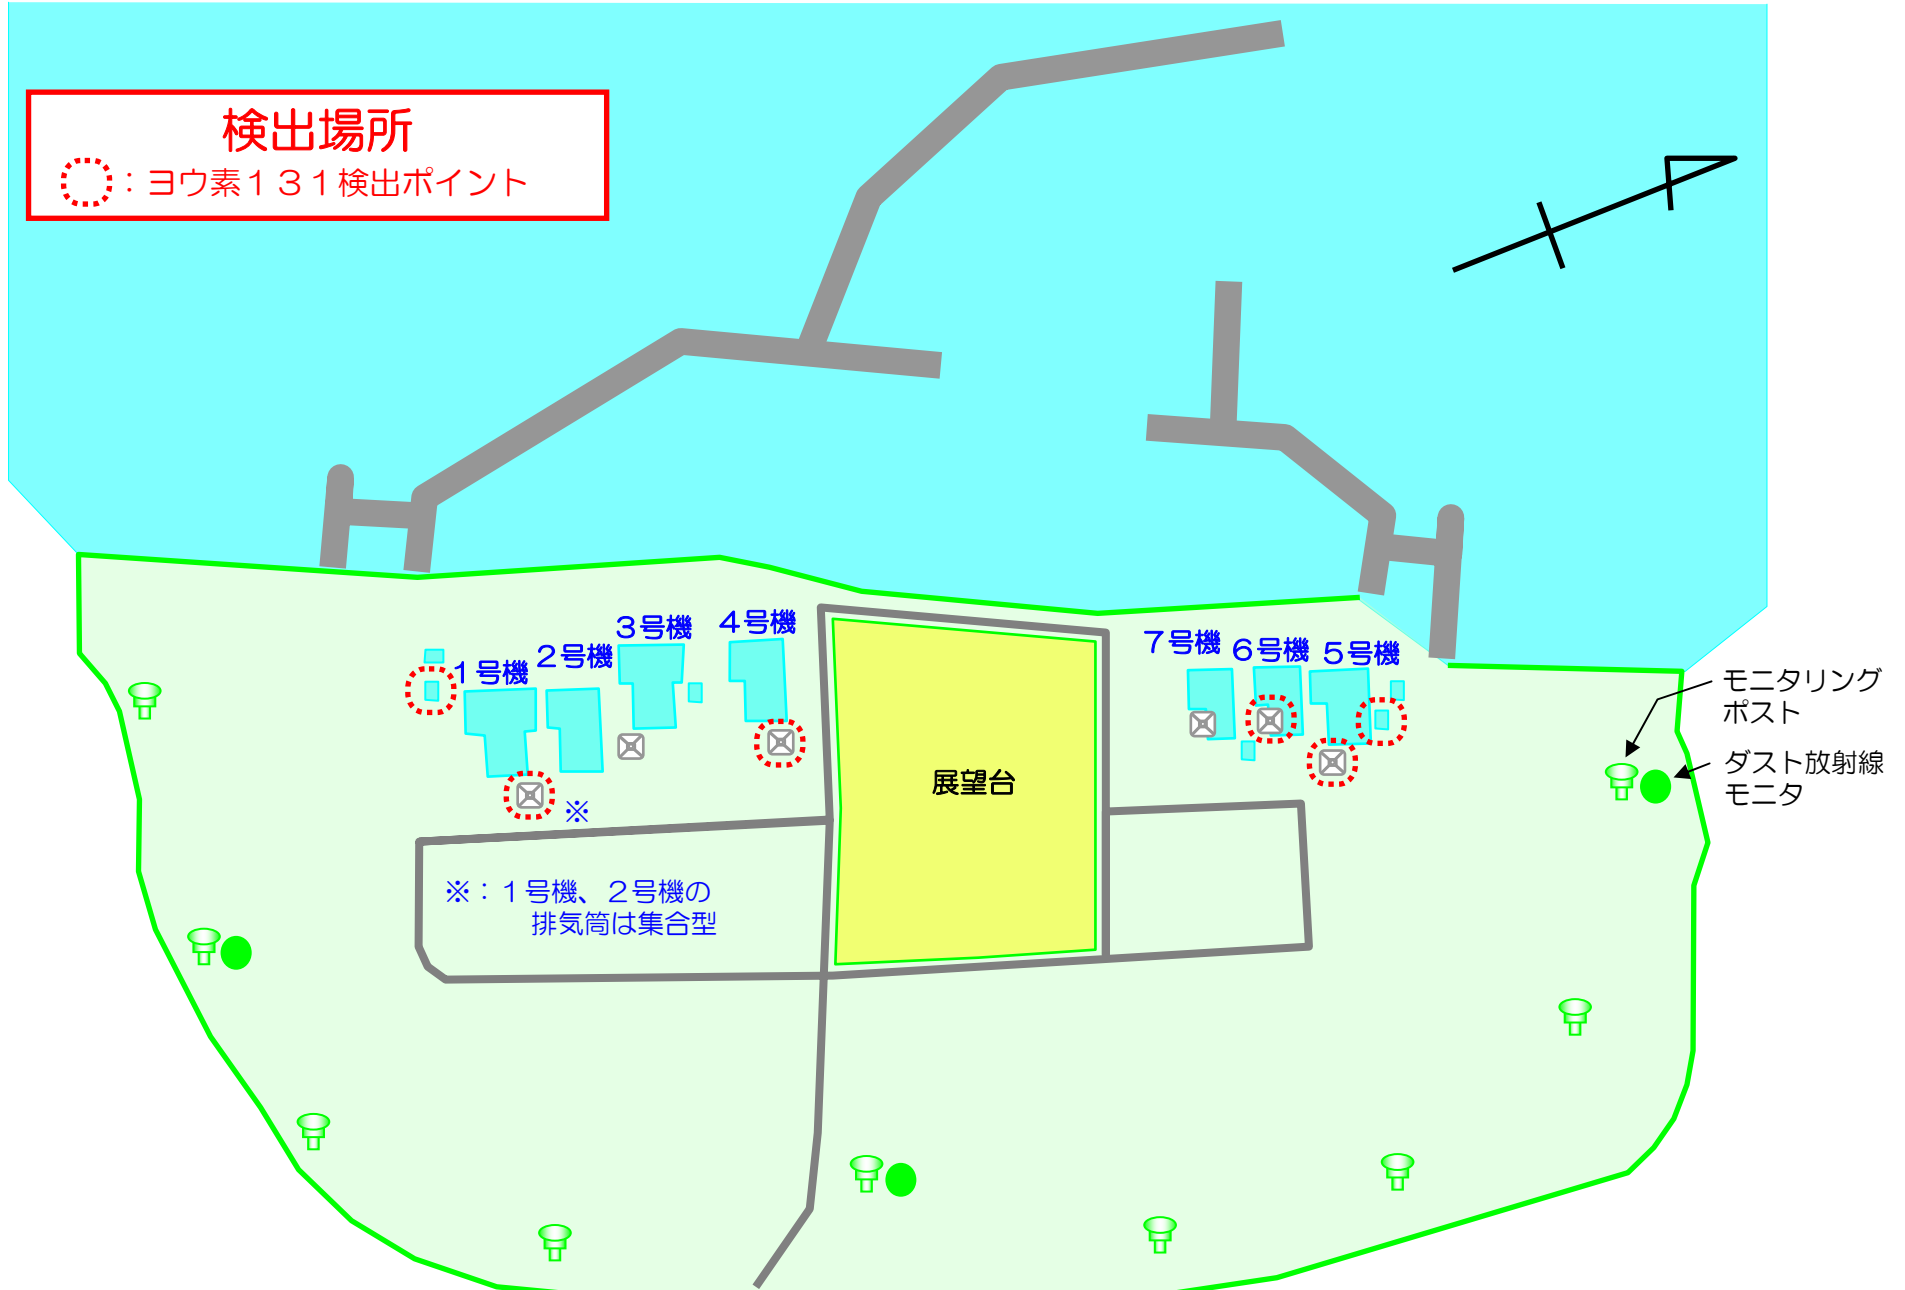 検出場所
：ヨウ素１３１検出ポイント
１号機
２号機
３号機
４号機
７号機
６号機
５号機
モニタリング
ポスト
ダスト放射線
モニタ
展望台
※
※：１号機、２号機の
排気筒は集合型